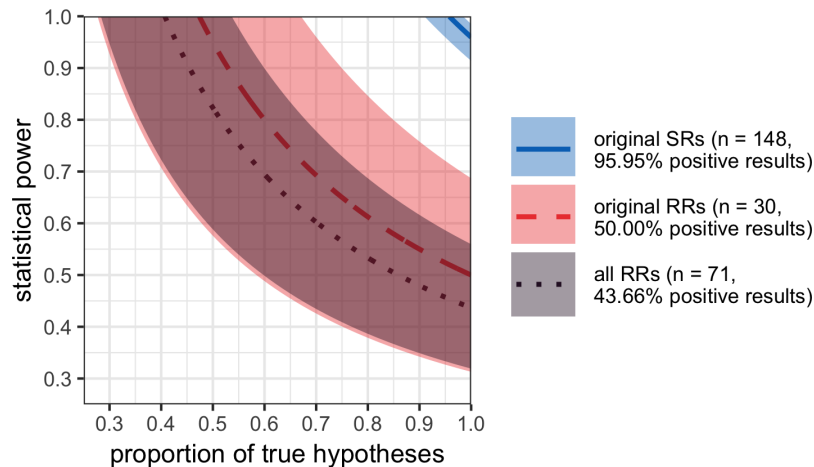 1.0
0.9
0.8
0.7
0.6
0.5
0.4
0.3
statistical power
0.3 0.4 0.5 0.6 0.7 0.8 0.9 1.0
proportion of true hypotheses
original SRs (n = 148,
95.95% positive results)
original RRs (n = 30,
50.00% positive results)
all RRs (n = 71,
43.66% positive results)